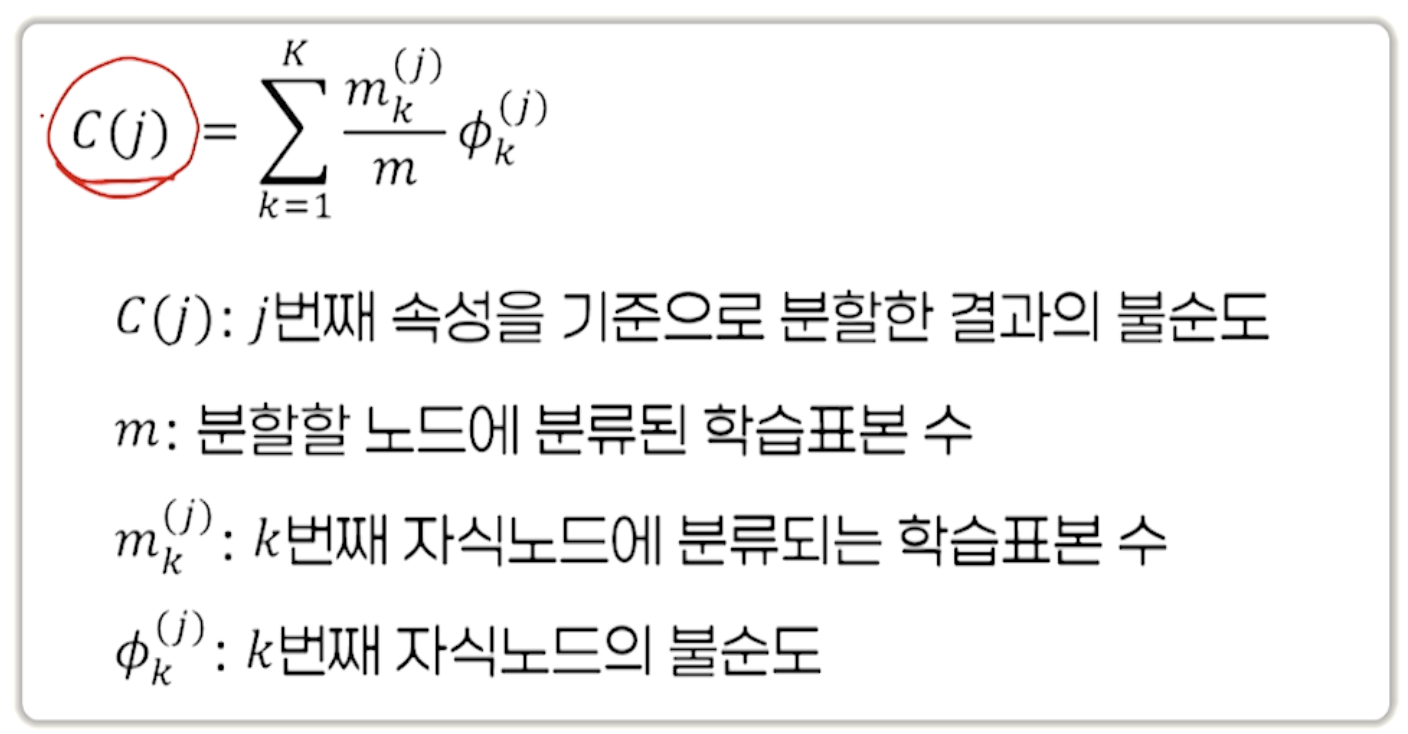 C(j) = \sum_{k=1}^{K} \frac{m_k^{(j)}}{m} \phi_k^{(j)}
C(j): j번째 속성을 기준으로 분할한 결과의 불순도
m: 분할할 노드에 분류된 학습표본 수
m_k^{(j)}: k번째 자식노드에 분류되는 학습표본 수
\phi_k^{(j)}: k번째 자식노드의 불순도